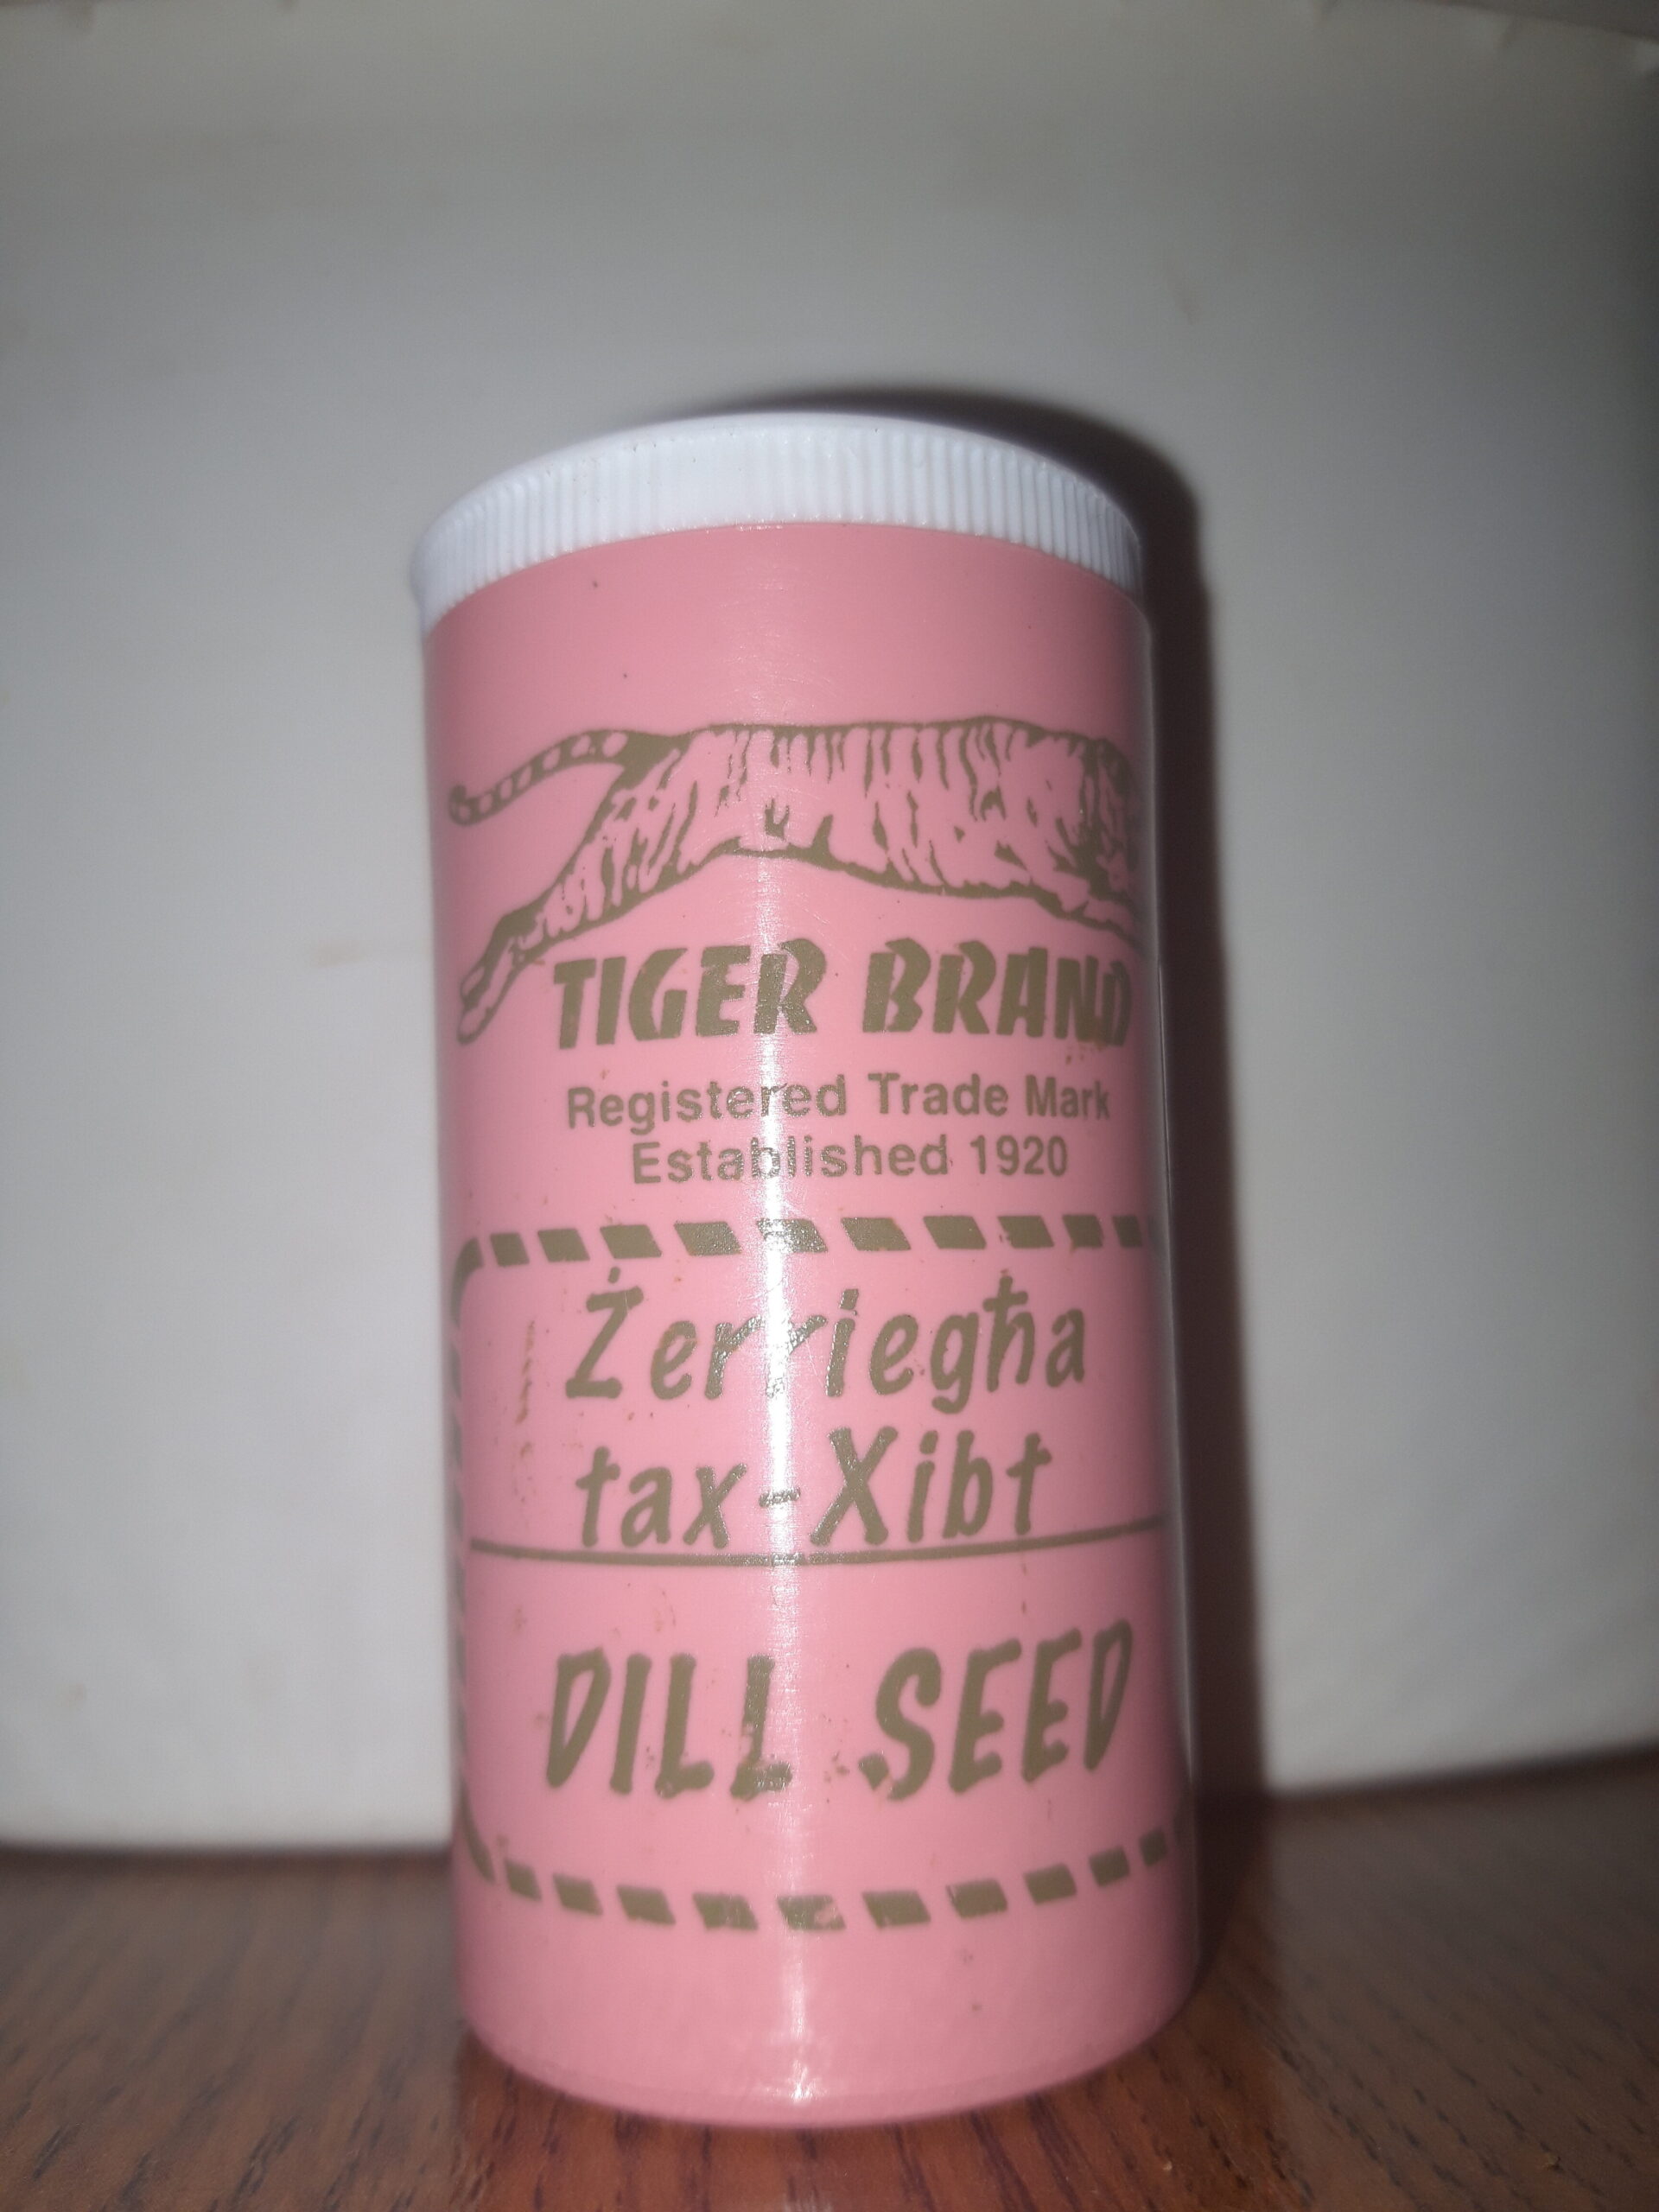 TIGER BRAND
Registered Trade Mark
Established 1920
Żerriegħa
tax-Xibt
DILL SEED